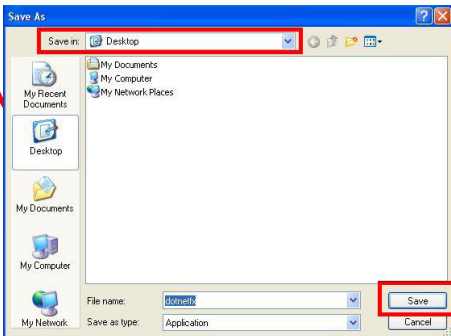 Save As
Save in:
Desktop
My Recent
Documents
Desktop
My Documents
My Computer
My Network
My Documents
My Computer
My Network Places
File name:
dotnetfx
Save
Save as type:
Application
Cancel